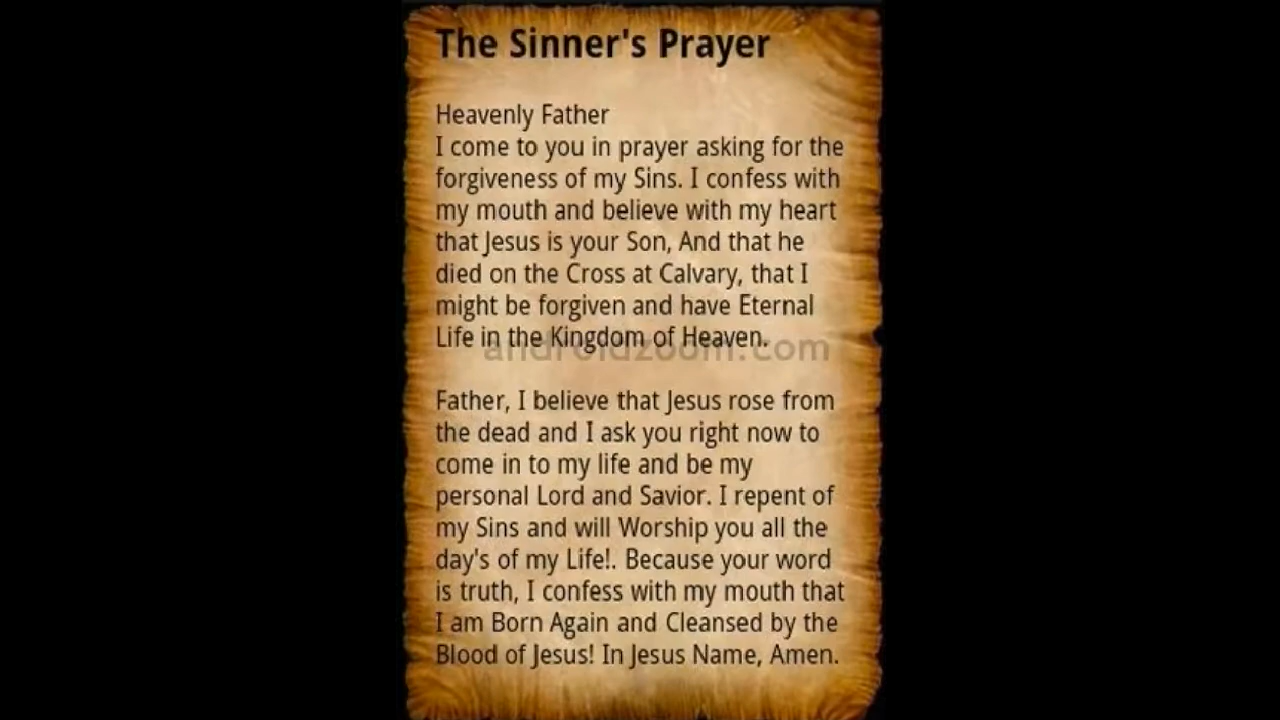 The Sinner's Prayer
Heavenly Father
I come to you in prayer asking for the
forgiveness of my Sins. I confess with
my mouth and believe with my heart
that Jesus is your Son, And that he
died on the Cross at Calvary, that I
might be forgiven and have Eternal
Life in the Kingdom of Heaven.
androidzoom.com
Father, I believe that Jesus rose from
the dead and I ask you right now to
come in to my life and be my
personal Lord and Savior. I repent of
my Sins and will Worship you all the
day's of my Life!. Because your word
is truth, I confess with my mouth that
I am Born Again and Cleansed by the
Blood of Jesus! In Jesus Name, Amen.